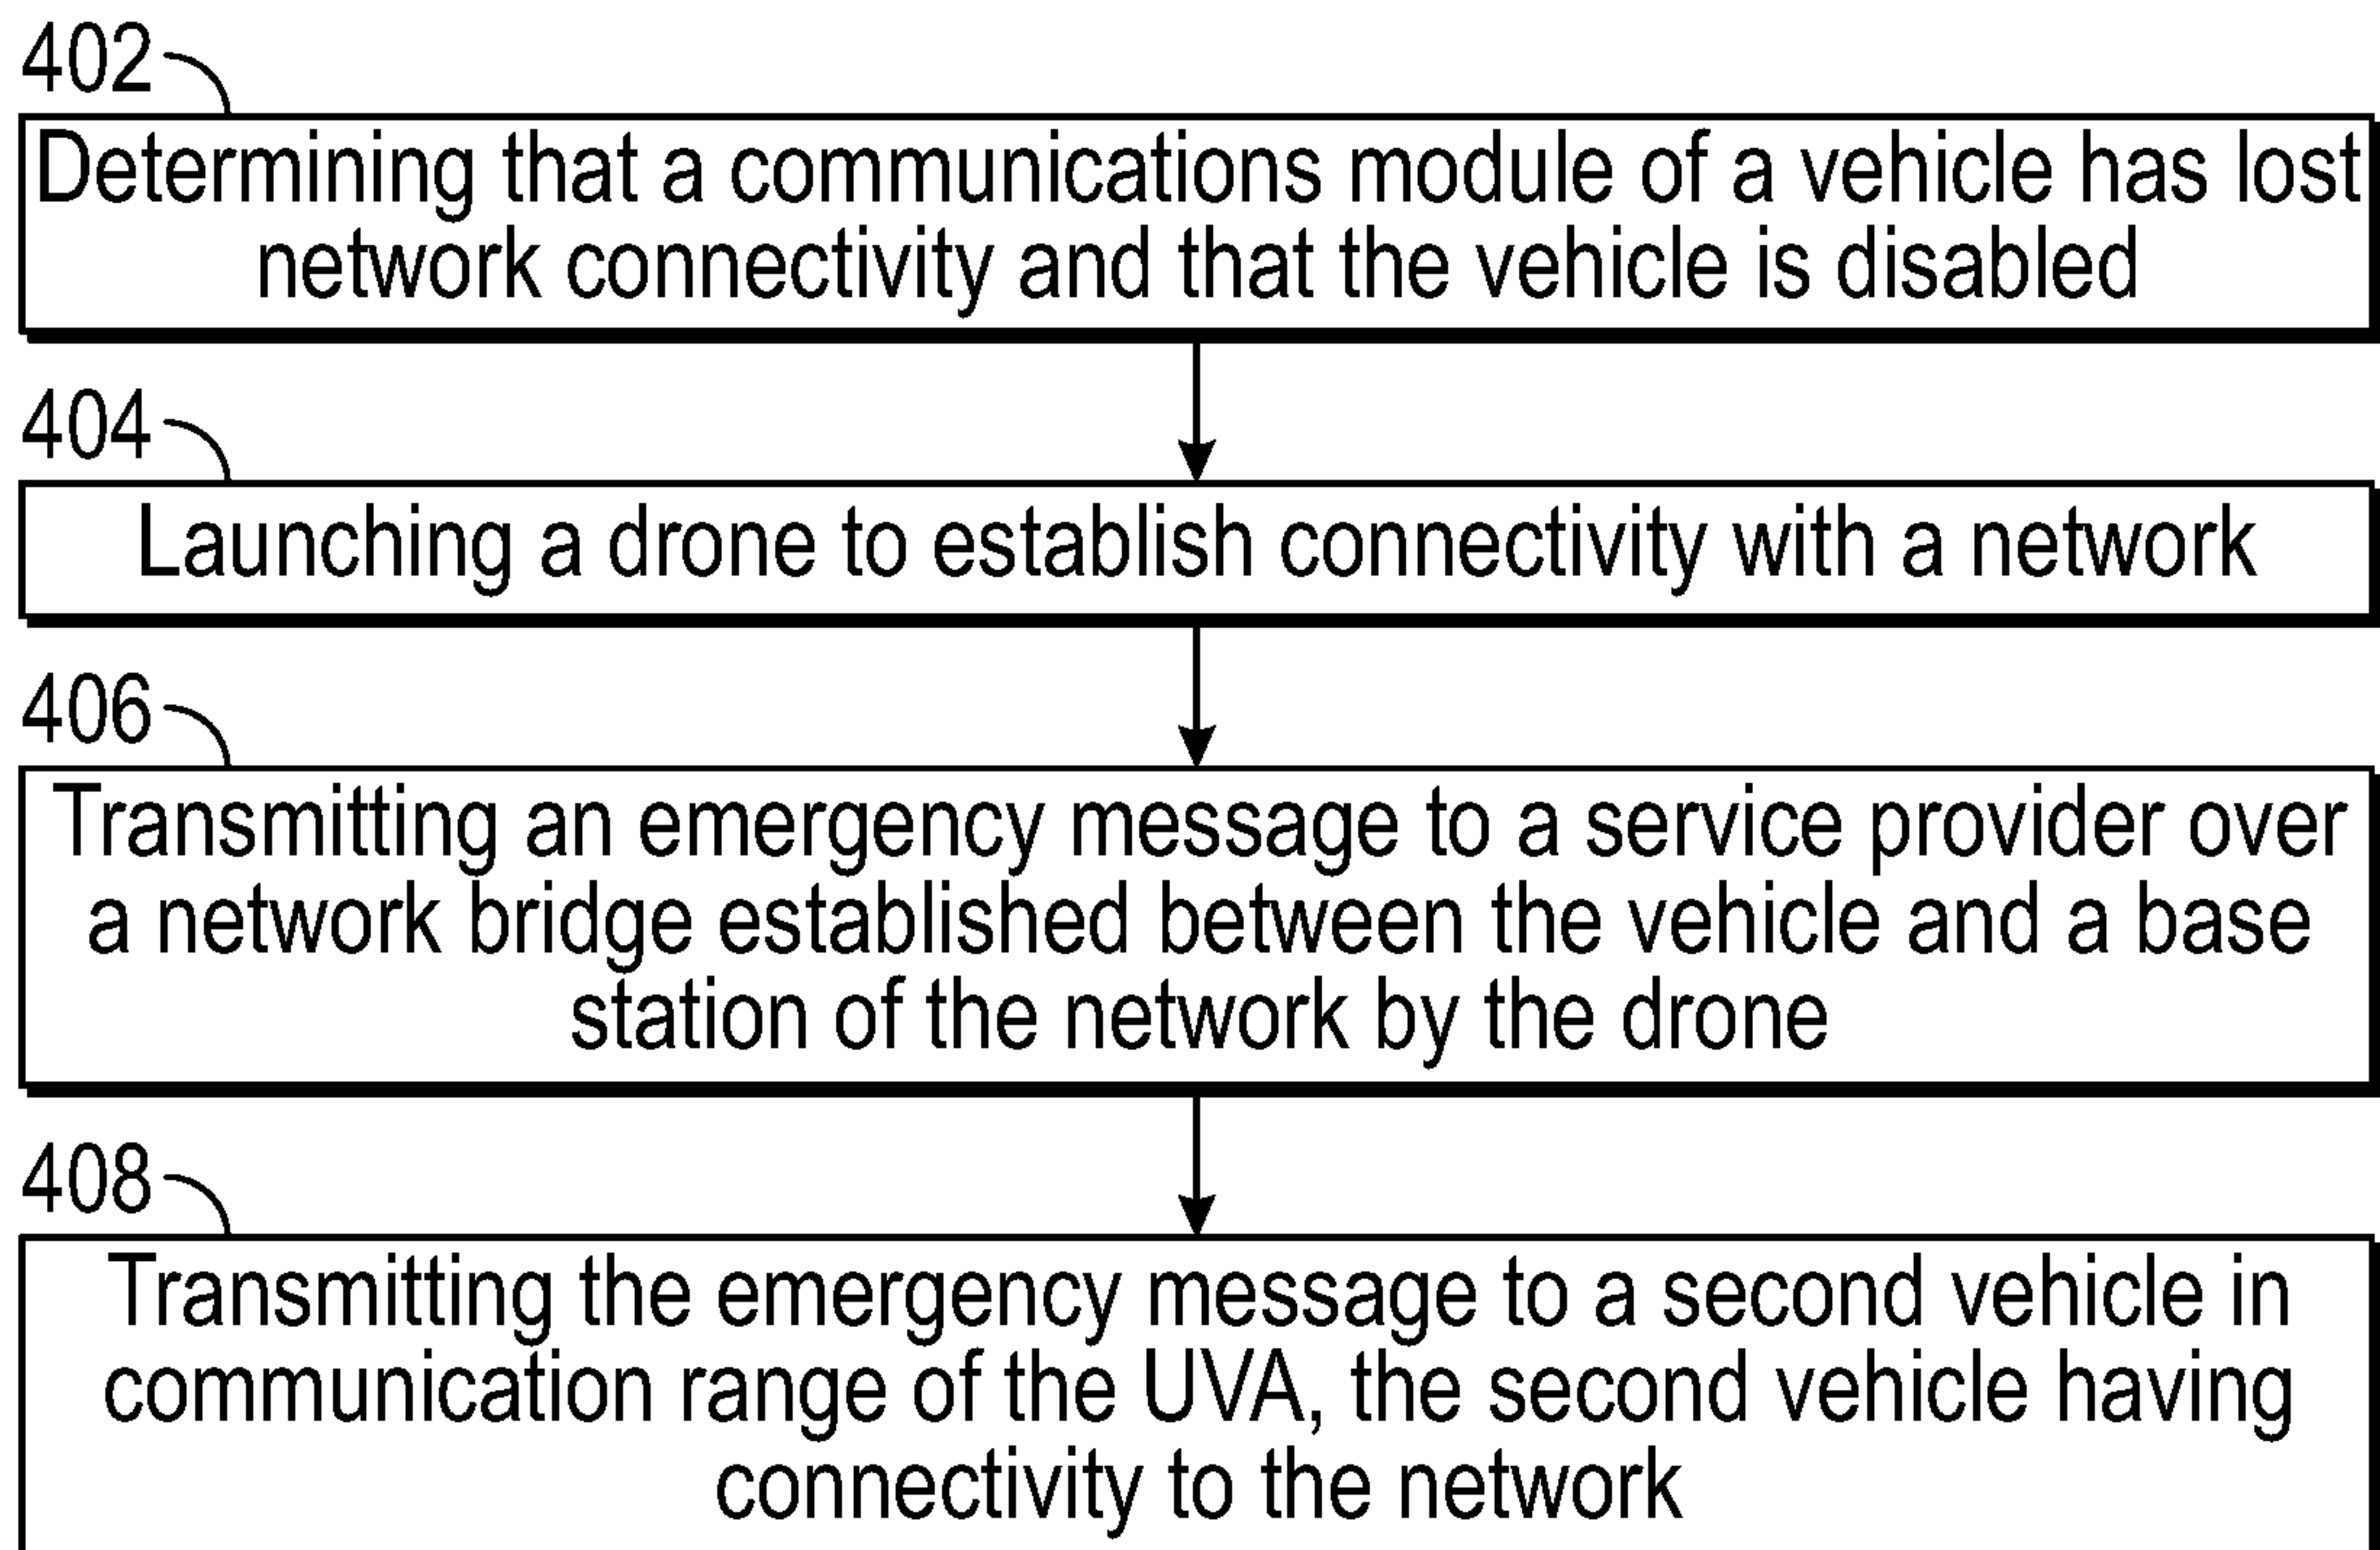 402
Determining that a communications module of a vehicle has lost
network connectivity and that the vehicle is disabled
404
Launching a drone to establish connectivity with a network
406
Transmitting an emergency message to a service provider over
a network bridge established between the vehicle and a base
station of the network by the drone
408
Transmitting the emergency message to a second vehicle in
communication range of the UVA, the second vehicle having
connectivity to the network